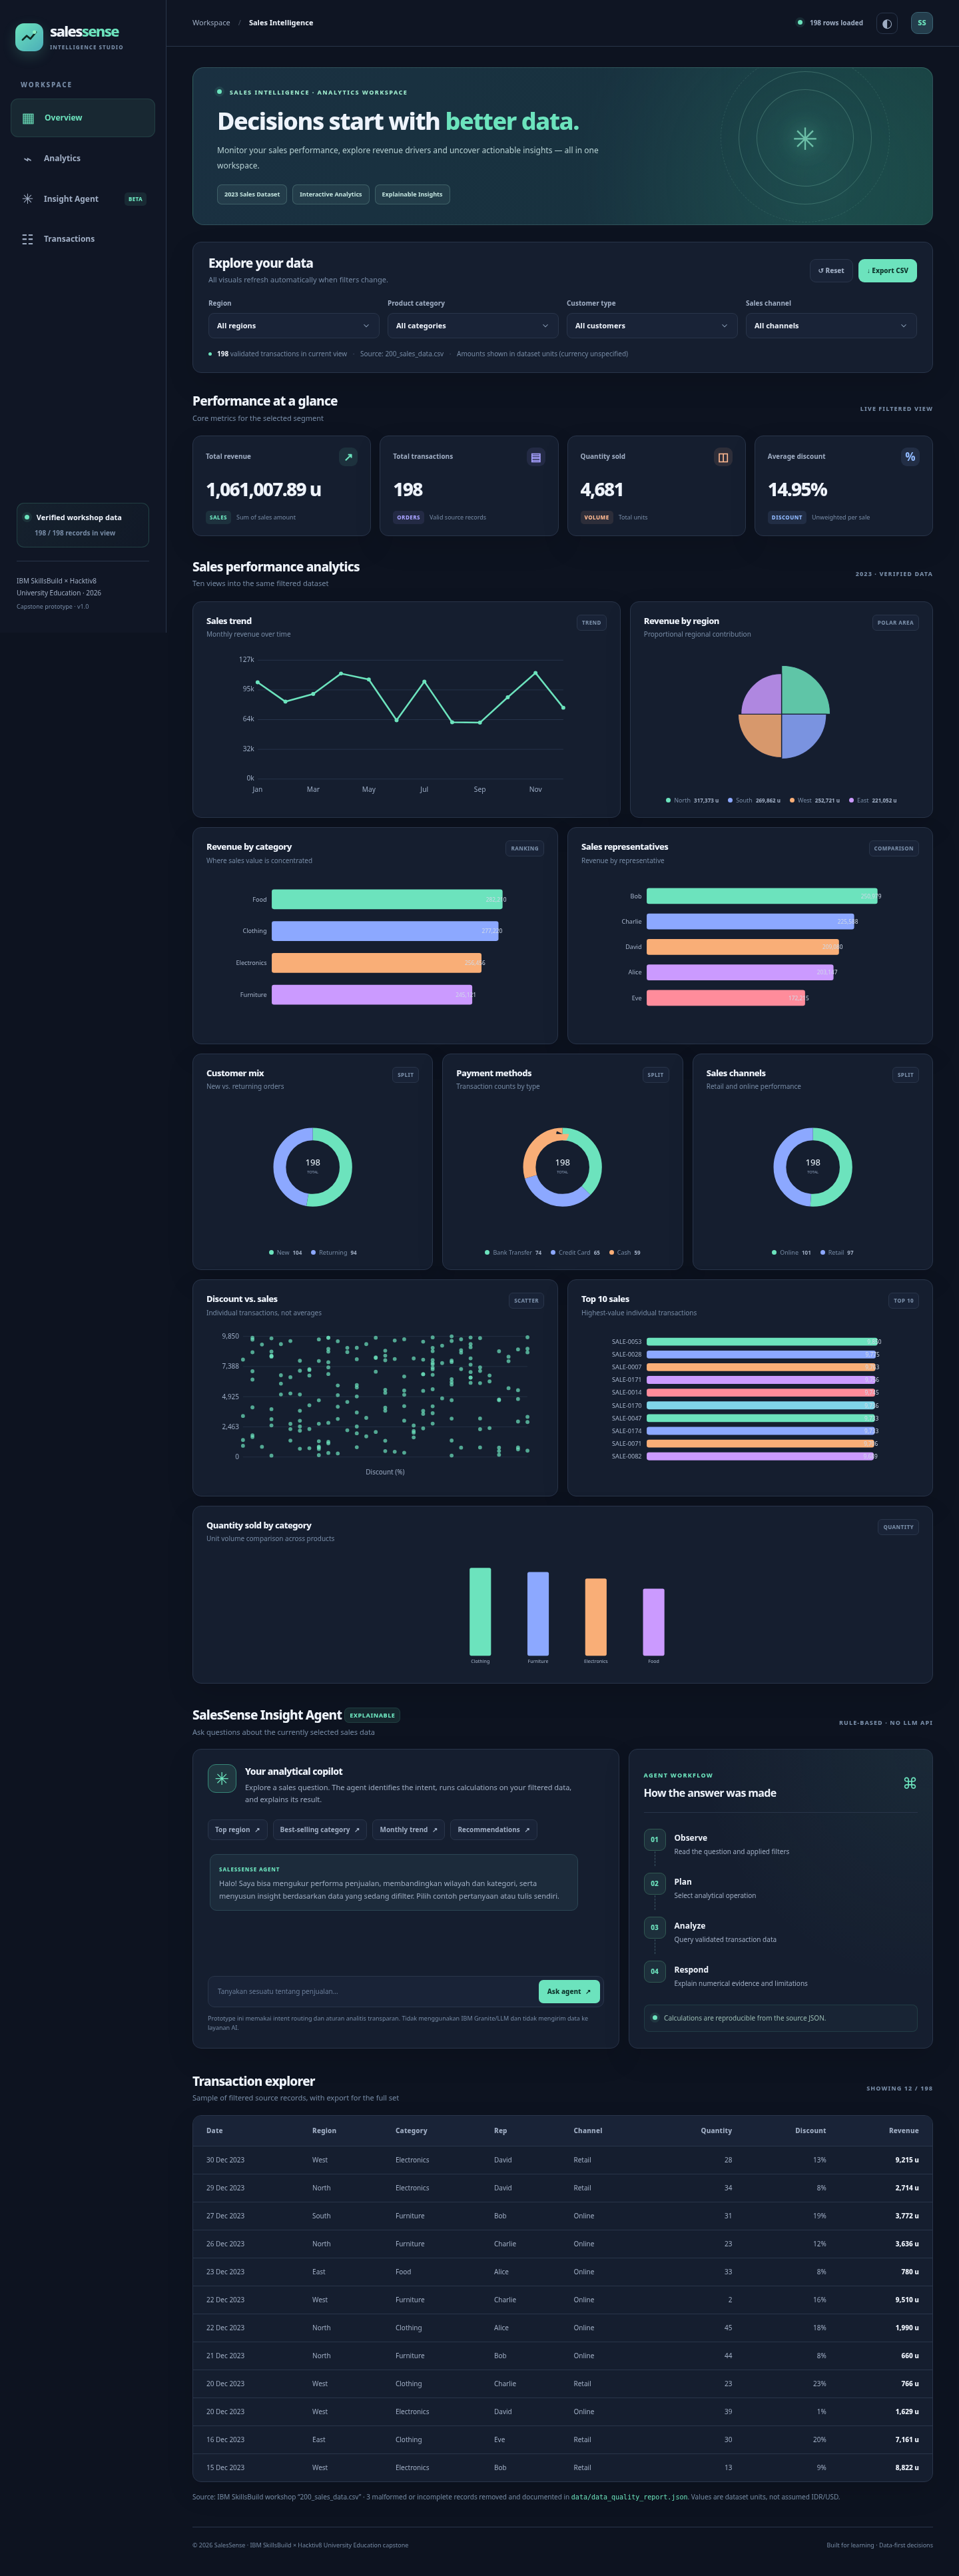 salessense
INTELLIGENCE STUDIO
WORKSPACE
Overview
Analytics
Insight Agent BETA
Transactions
Verified workshop data
198 / 198 records in view
IBM SkillsBuild × Hacktiv8
University Education · 2026
Capstone prototype · v1.0
Workspace / Sales Intelligence
198 rows loaded
SS
SALES INTELLIGENCE · ANALYTICS WORKSPACE
Decisions start with better data.
Monitor your sales performance, explore revenue drivers and uncover actionable insights — all in one
workspace.
2023 Sales Dataset Interactive Analytics Explainable Insights
Explore your data
All visuals refresh automatically when filters change.
↺ Reset ↓ Export CSV
Region Product category Customer type Sales channel
All regions All categories All customers All channels
198 validated transactions in current view · Source: 200_sales_data.csv · Amounts shown in dataset units (currency unspecified)
Performance at a glance
Core metrics for the selected segment
LIVE FILTERED VIEW
Total revenue ↗
1,061,007.89 u
SALES Sum of sales amount
Total transactions
198
ORDERS Valid source records
Quantity sold
4,681
VOLUME Total units
Average discount %
14.95%
DISCOUNT Unweighted per sale
Sales performance analytics
Ten views into the same filtered dataset
2023 · VERIFIED DATA
Sales trend
Monthly revenue over time
TREND
127k
95k
64k
32k
0k
Jan Mar May Jul Sep Nov
Revenue by region
Proportional regional contribution
POLAR AREA
North 317,373 u South 269,862 u West 252,721 u East 221,052 u
Revenue by category
Where sales value is concentrated
RANKING
Food
Clothing 277,220
Electronics
Furniture
Sales representatives
Revenue by representative
COMPARISON
Bob
Charlie
David
Alice
Eve
Customer mix
New vs. returning orders
SPLIT
198
New 104 Returning 94
Payment methods
Transaction counts by type
SPLIT
198
Bank Transfer 74 Credit Card 65 Cash 59
Sales channels
Retail and online performance
SPLIT
198
Online 101 Retail 97
Discount vs. sales
Individual transactions, not averages
SCATTER
9,850
7,388
4,925
2,463
0
Discount (%)
Top 10 sales
Highest-value individual transactions
TOP 10
SALE-0053
SALE-0028
SALE-0007
SALE-0171
SALE-0014
SALE-0170
SALE-0047
SALE-0174
SALE-0071
SALE-0082
Quantity sold by category
Unit volume comparison across products
QUANTITY
Clothing Furniture Electronics Food
SalesSense Insight Agent EXPLAINABLE
Ask questions about the currently selected sales data
RULE-BASED · NO LLM API
Your analytical copilot
Explore a sales question. The agent identifies the intent, runs calculations on your filtered data,
and explains its result.
Top region ↗ Best-selling category ↗ Monthly trend ↗ Recommendations ↗
SALESSENSE AGENT
Halo! Saya bisa mengukur performa penjualan, membandingkan wilayah dan kategori, serta
menyusun insight berdasarkan data yang sedang difilter. Pilih contoh pertanyaan atau tulis sendiri.
Tanyakan sesuatu tentang penjualan...
Ask agent ↗
Prototype ini memakai intent routing dan aturan analitis transparan. Tidak menggunakan IBM Granite/LLM dan tidak mengirim data ke
layanan AI.
AGENT WORKFLOW
How the answer was made
⌘
01 Observe
Read the question and applied filters
02 Plan
Select analytical operation
03 Analyze
Query validated transaction data
04 Respond
Explain numerical evidence and limitations
Calculations are reproducible from the source JSON.
Transaction explorer
Sample of filtered source records, with export for the full set
SHOWING 12 / 198
Date Region Category Rep Channel Quantity Discount Revenue
30 Dec 2023 West Electronics David Retail 28 13% 9,215 u
29 Dec 2023 North Electronics David Retail 34 8% 2,714 u
27 Dec 2023 South Furniture Bob Online 31 19% 3,772 u
26 Dec 2023 North Furniture Charlie Online 23 12% 3,636 u
23 Dec 2023 East Food Alice Online 33 8% 780 u
22 Dec 2023 West Furniture Charlie Online 2 16% 9,510 u
22 Dec 2023 North Clothing Alice Online 45 18% 1,990 u
21 Dec 2023 North Furniture Bob Online 44 8% 660 u
20 Dec 2023 West Clothing Charlie Retail 23 23% 766 u
20 Dec 2023 West Electronics David Online 39 1% 1,629 u
16 Dec 2023 East Clothing Eve Retail 30 20% 7,161 u
15 Dec 2023 West Electronics Bob Retail 13 9% 8,822 u
Source: IBM SkillsBuild workshop “200_sales_data.csv” · 3 malformed or incomplete records removed and documented in data/data_quality_report.json. Values are dataset units, not assumed IDR/USD.
© 2026 SalesSense · IBM SkillsBuild × Hacktiv8 University Education capstone
Built for learning · Data-first decisions